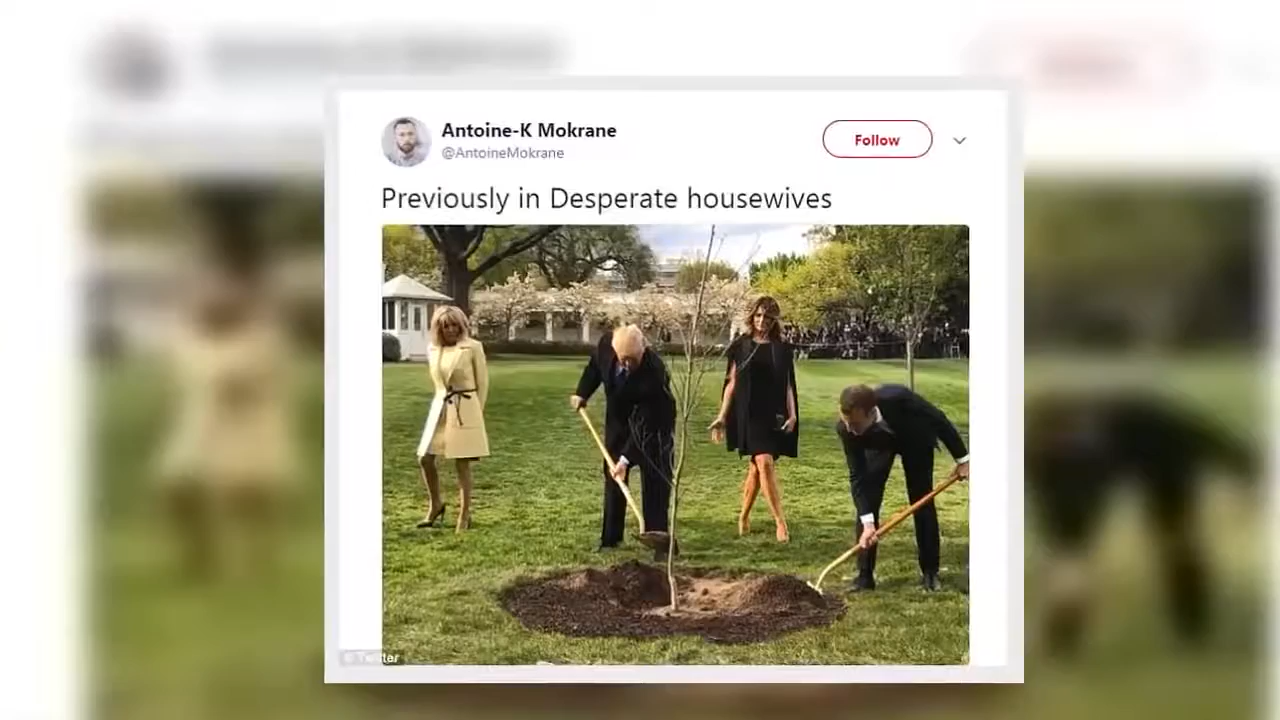 Antoine-K Mokrane
@AntoineMokrane
Follow
Previously in Desperate housewives
© Twitter